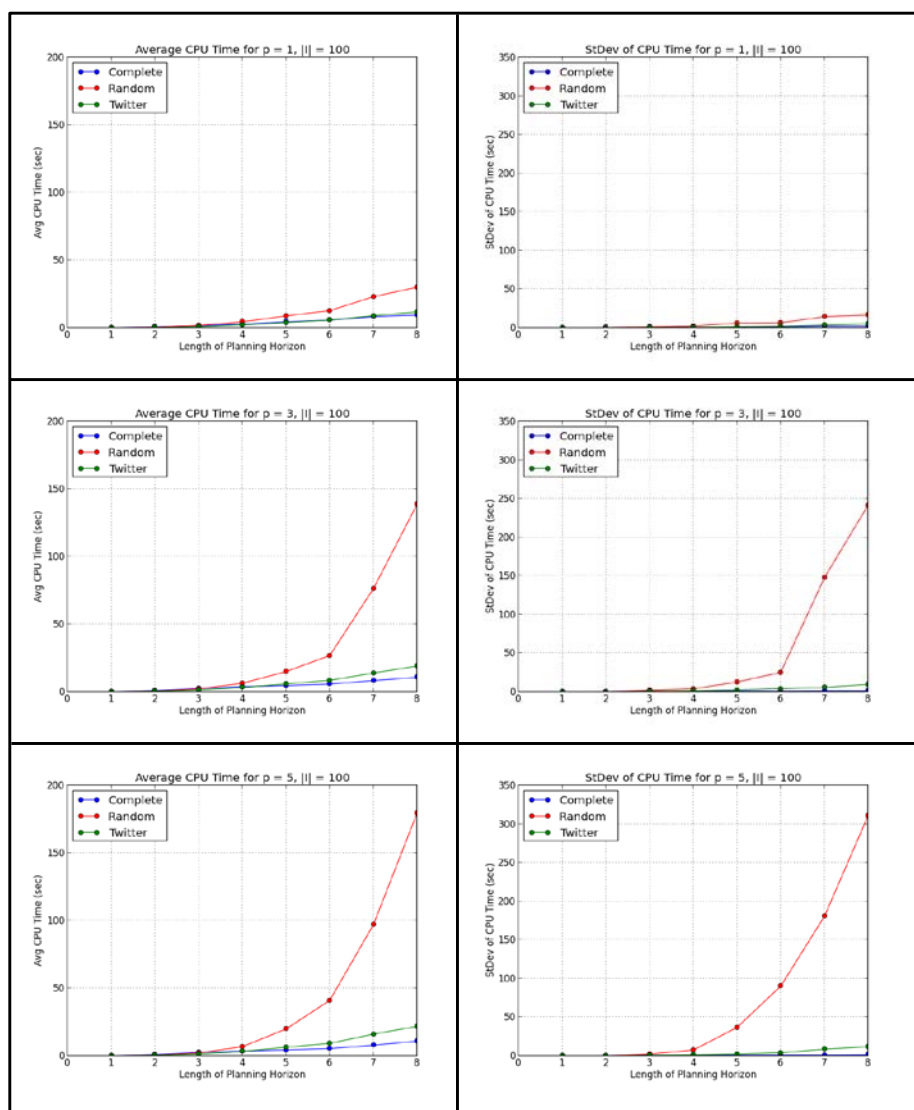 Average CPU Time for p = 1, |I| = 100
200
150
100
50
0
Avg CPU Time (sec)
Complete
Random
Twitter
0 1 2 3 4 5 6 7 8
Length of Planning Horizon
StDev of CPU Time for p = 1, |I| = 100
350
300
250
200
150
100
50
0
StDev of CPU Time (sec)
Complete
Random
Twitter
0 1 2 3 4 5 6 7 8
Length of Planning Horizon
Average CPU Time for p = 3, |I| = 100
200
150
100
50
0
Avg CPU Time (sec)
Complete
Random
Twitter
0 1 2 3 4 5 6 7 8
Length of Planning Horizon
StDev of CPU Time for p = 3, |I| = 100
350
300
250
200
150
100
50
0
StDev of CPU Time (sec)
Complete
Random
Twitter
0 1 2 3 4 5 6 7 8
Length of Planning Horizon
Average CPU Time for p = 5, |I| = 100
200
150
100
50
0
Avg CPU Time (sec)
Complete
Random
Twitter
0 1 2 3 4 5 6 7 8
Length of Planning Horizon
StDev of CPU Time for p = 5, |I| = 100
350
300
250
200
150
100
50
0
StDev of CPU Time (sec)
Complete
Random
Twitter
0 1 2 3 4 5 6 7 8
Length of Planning Horizon